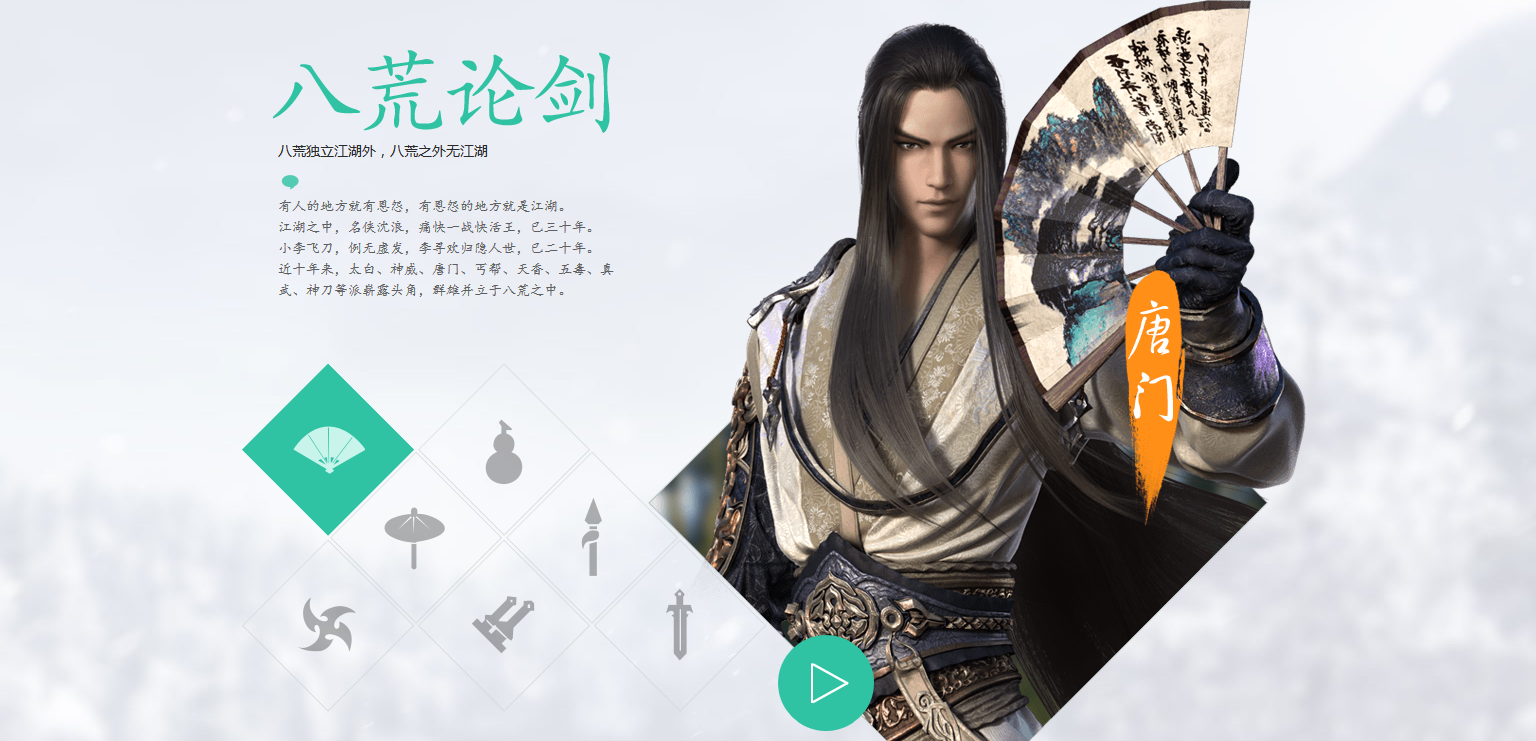 八荒论剑
八荒独立江湖外，八荒之外无江湖
有人的地方就有恩怨，有恩怨的地方就是江湖。
江湖之中，名侠沈浪，痛快一战快活王，已三十年。
小李飞刀，例无虚发，李寻欢归隐人世，已二十年。
近十年来，太白、神威、唐门、丐帮、天香、五毒、真
武、神刀等派崭露头角，群雄并立于八荒之中。
唐门